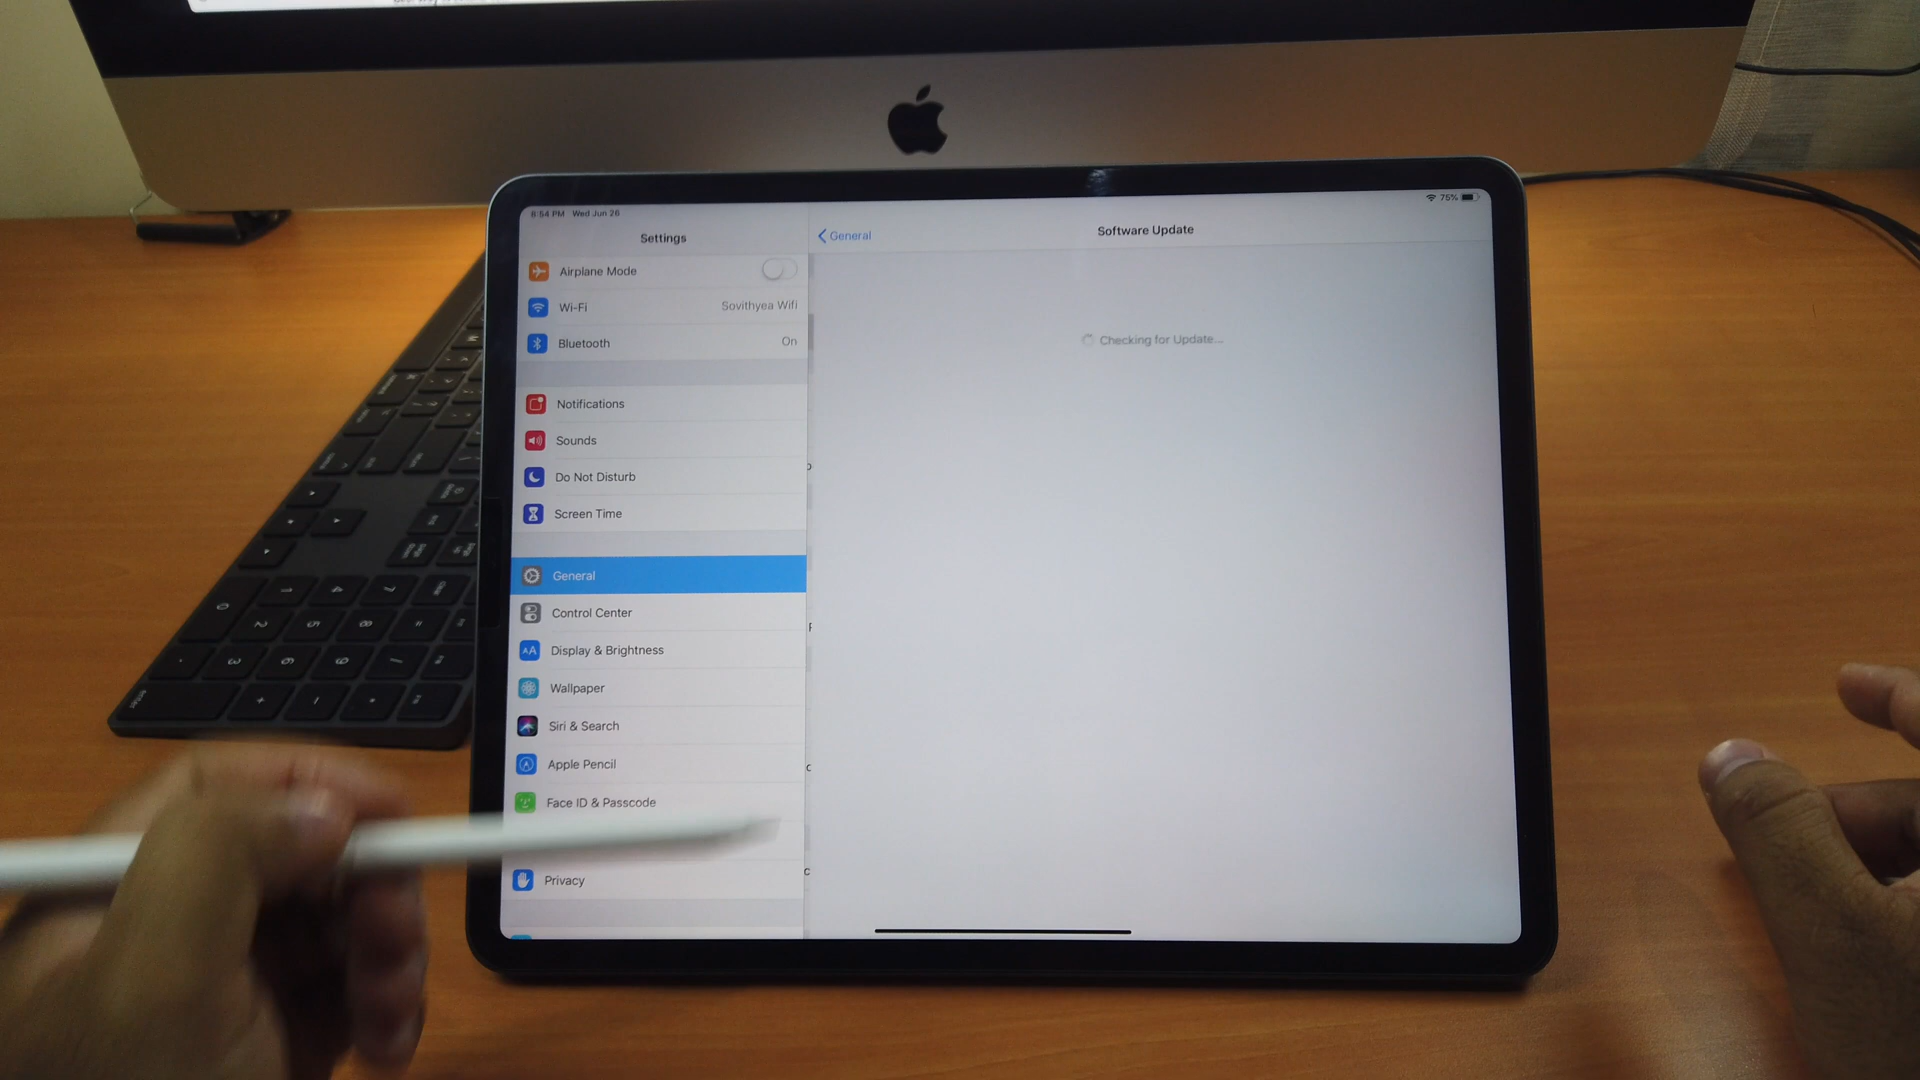 8:54 PM Wed Jun 26
75%
Settings
General
Software Update
Airplane Mode
Wi-Fi
Sovithyea Wifi
Bluetooth
On
Checking for Update...
Notifications
Sounds
Do Not Disturb
Screen Time
General
Control Center
AA
Display & Brightness
Wallpaper
Siri & Search
Apple Pencil
Face ID & Passcode
Privacy